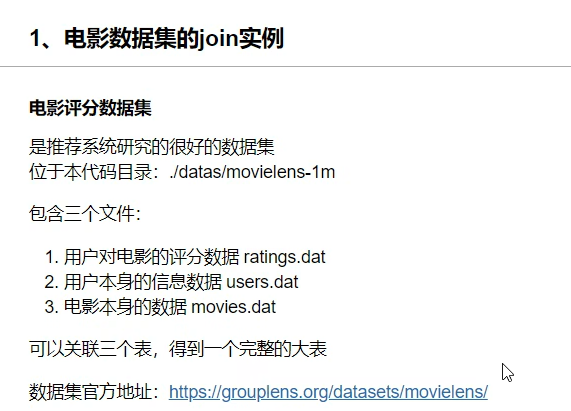 1、电影数据集的join实例
电影评分数据集
是推荐系统研究的很好的数据集
位于本代码目录：./datas/movielens-1m
包含三个文件：
1. 用户对电影的评分数据 ratings.dat
2. 用户本身的信息数据 users.dat
3. 电影本身的数据 movies.dat
可以关联三个表，得到一个完整的大表
数据集官方地址：https://grouplens.org/datasets/movielens/